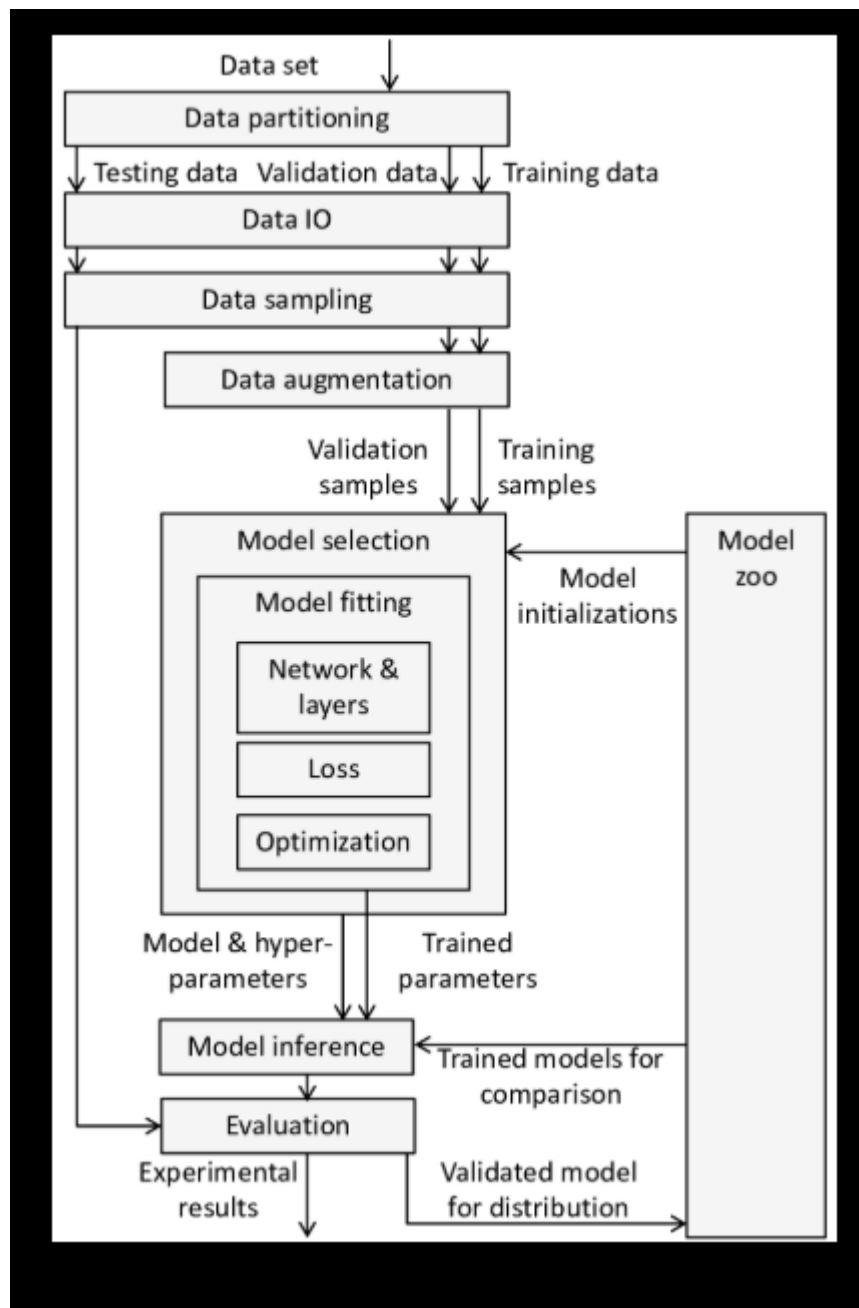 Data set
Data partitioning
Testing data
Validation data
Training data
Data IO
Data sampling
Data augmentation
Validation
samples
Training
samples
Model selection
Model
zoo
Model
initializations
Model fitting
Network &
layers
Loss
Optimization
Model & hyper-
parameters
Trained
parameters
Model inference
Trained models for
comparison
Evaluation
Experimental
results
Validated model
for distribution